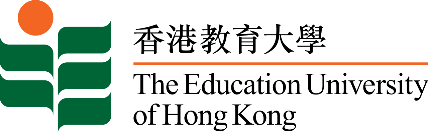 香港教育大學
The Education University
of Hong Kong